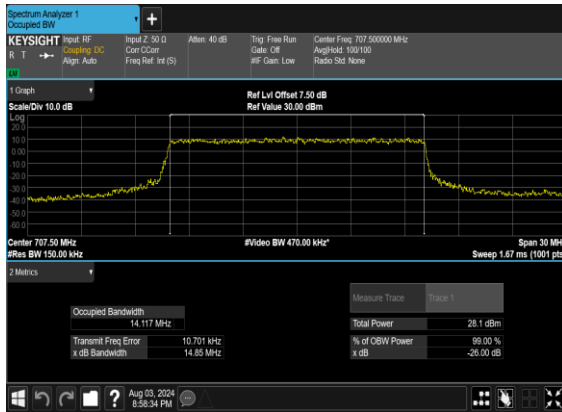 Spectrum Analyzer 1
Occupied BW
+
KEYSIGHT Input: RF Input Z: 50 Ω Atten: 40 dB Trig: Free Run Center Freq: 707.500000 MHz
R T Coupling: DC Corr CCorr Gate: Off Avg|Hold: 100/100
Align: Auto Freq Ref: Int (S) #IF Gain: Low Radio Std: None
1 Graph
Scale/Div 10.0 dB
Ref Lvl Offset 7.50 dB
Ref Value 30.00 dBm
Log
20.0
10.0
0.00
-10.0
-20.0
-30.0
-40.0
-50.0
-60.0
Center 707.50 MHz #Video BW 470.00 kHz* Span 30 MH
#Res BW 150.00 kHz Sweep 1.67 ms (1001 pts
2 Metrics
Measure Trace Trace 1
Occupied Bandwidth
14.117 MHz
Total Power 28.1 dBm
Transmit Freq Error 10.701 kHz % of OBW Power 99.00 %
x dB Bandwidth 14.85 MHz x dB -26.00 dB
? Aug 03, 2024
8:58:34 PM